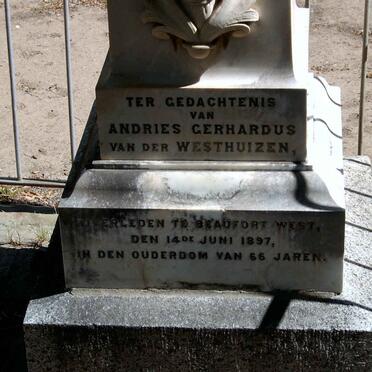 TER GEDACHTENIS
VAN
ANDRIES GERHARDUS
VAN DER WESTHUIZEN,
OVERLEDEN TE BEAUFORT WEST,
DEN 14DE JUNI 1897,
IN DEN OUDERDOM VAN 66 JAREN.